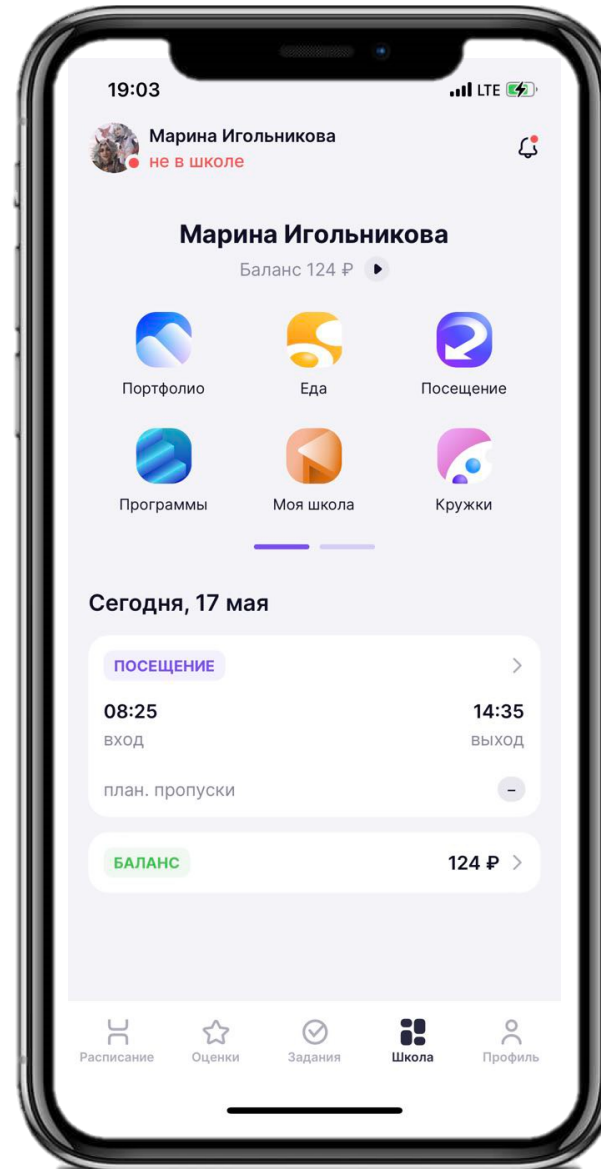 19:03 LTE
Марина Игольникова
не в школе
Марина Игольникова
Баланс 124 ₽
Портфолио Еда Посещение
Программы Моя школа Кружки
Сегодня, 17 мая
ПОСЕЩЕНИЕ
08:25 14:35
вход выход
план. пропуски –
БАЛАНС 124 ₽
Расписание Оценки Задания Школа Профиль